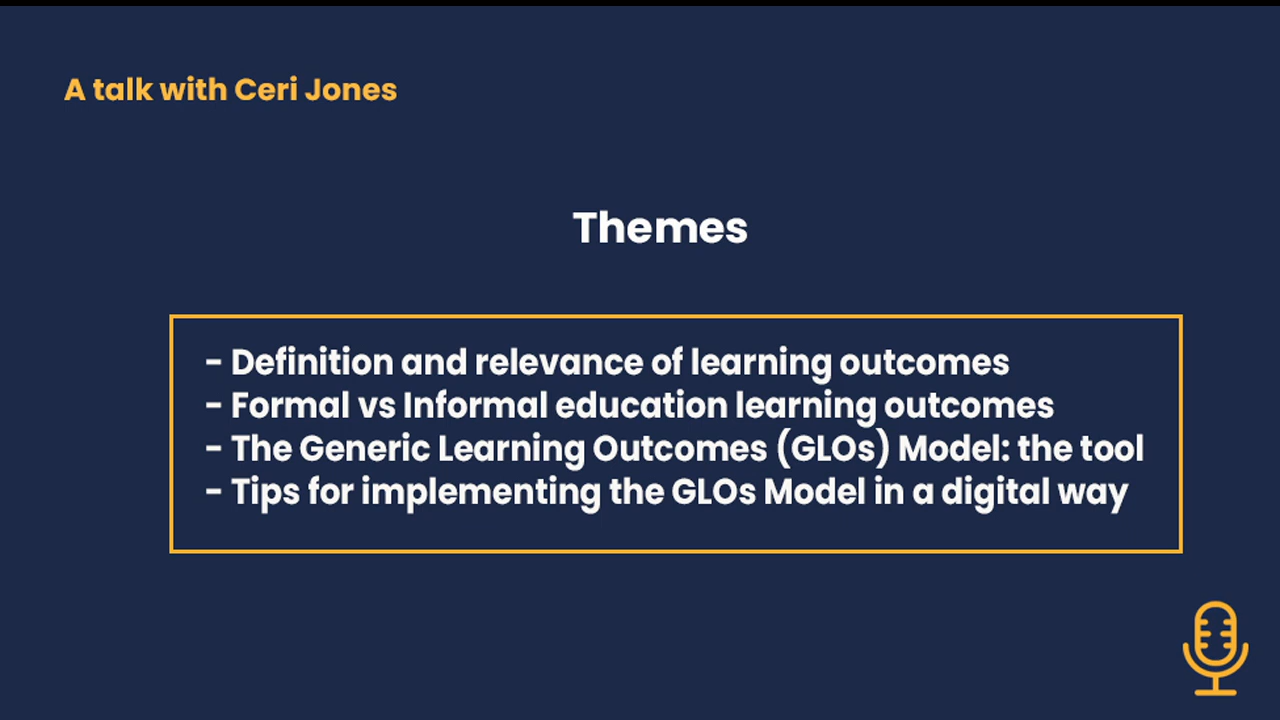 A talk with Ceri Jones
Themes
- Definition and relevance of learning outcomes
- Formal vs Informal education learning outcomes
- The Generic Learning Outcomes (GLOs) Model: the tool
- Tips for implementing the GLOs Model in a digital way